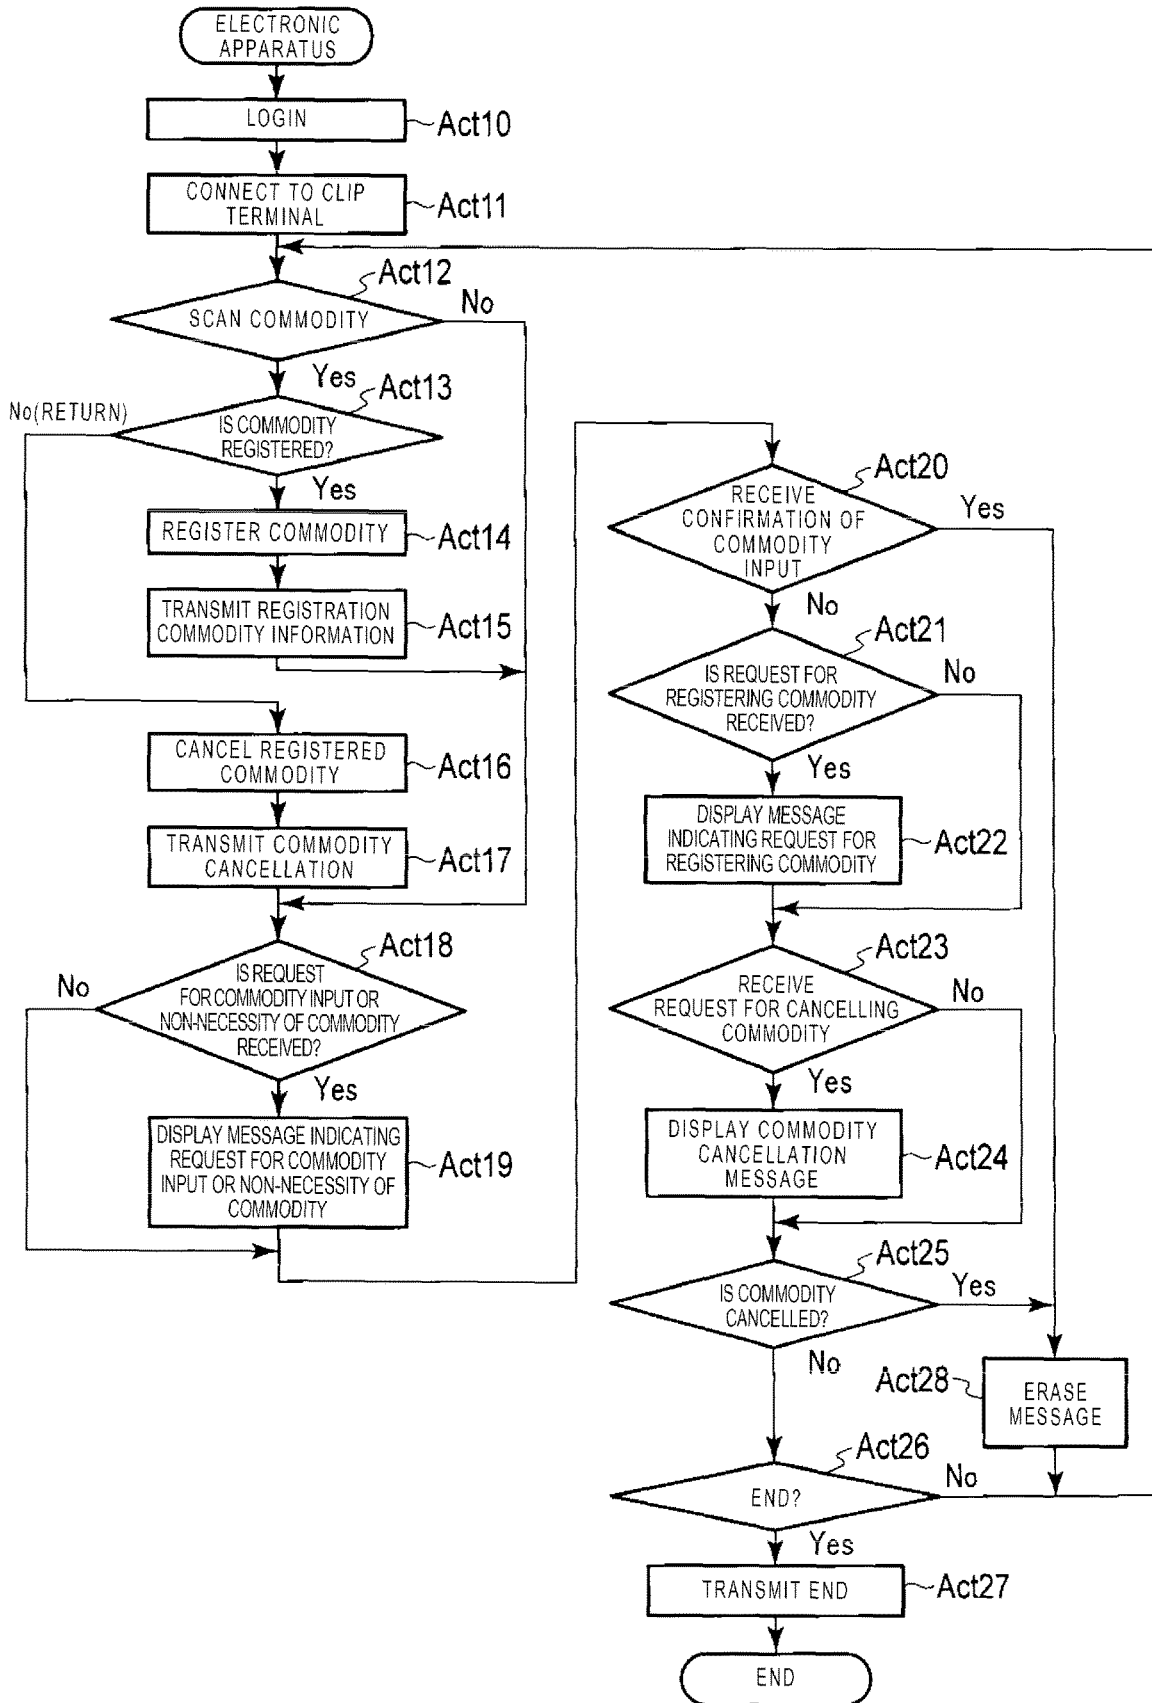 ELECTRONIC
APPARATUS
LOGIN
Act10
CONNECT TO CLIP
TERMINAL
Act11
Act12
SCAN COMMODITY
No
Yes
Act13
No(RETURN)
IS COMMODITY
REGISTERED?
Yes
REGISTER COMMODITY
Act14
TRANSMIT REGISTRATION
COMMODITY INFORMATION
Act15
CANCEL REGISTERED
COMMODITY
Act16
TRANSMIT COMMODITY
CANCELLATION
Act17
Act18
No
IS REQUEST
FOR COMMODITY INPUT OR
NON-NECESSITY OF COMMODITY
RECEIVED?
Yes
DISPLAY MESSAGE INDICATING
REQUEST FOR COMMODITY
INPUT OR NON-NECESSITY OF
COMMODITY
Act19
Act20
RECEIVE
CONFIRMATION OF
COMMODITY
INPUT
Yes
No
Act21
IS REQUEST FOR
REGISTERING COMMODITY
RECEIVED?
No
Yes
DISPLAY MESSAGE
INDICATING REQUEST FOR
REGISTERING COMMODITY
Act22
Act23
RECEIVE
REQUEST FOR CANCELLING
COMMODITY
No
Yes
DISPLAY COMMODITY
CANCELLATION
MESSAGE
Act24
Act25
IS COMMODITY
CANCELLED?
Yes
No
Act28
ERASE
MESSAGE
Act26
END?
No
Yes
TRANSMIT END
Act27
END